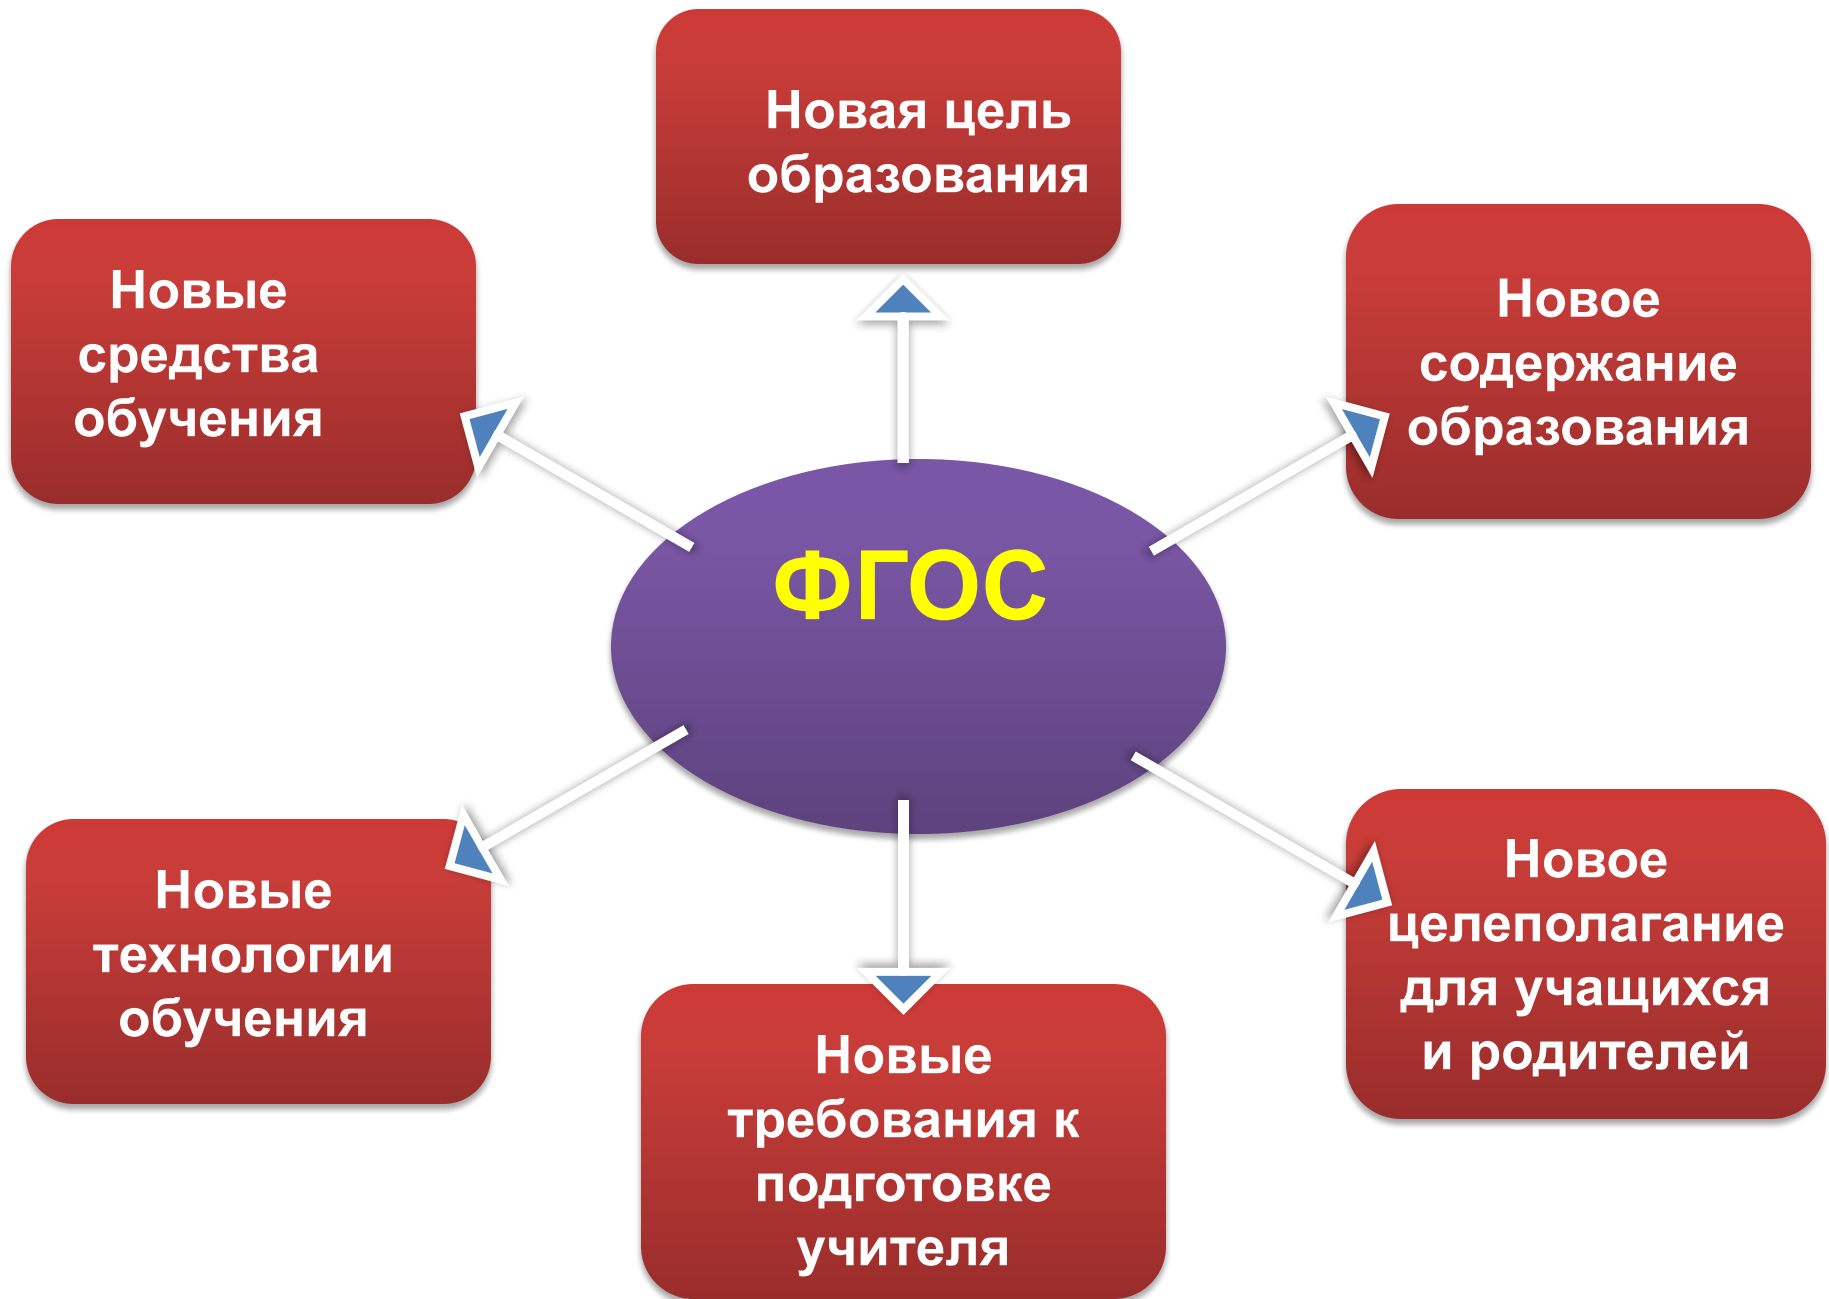 Новая цель
образования
Новые
средства
обучения
Новое
содержание
образования
ФГОС
Новые
технологии
обучения
Новое
целеполагание
для учащихся
и родителей
Новые
требования к
подготовке
учителя